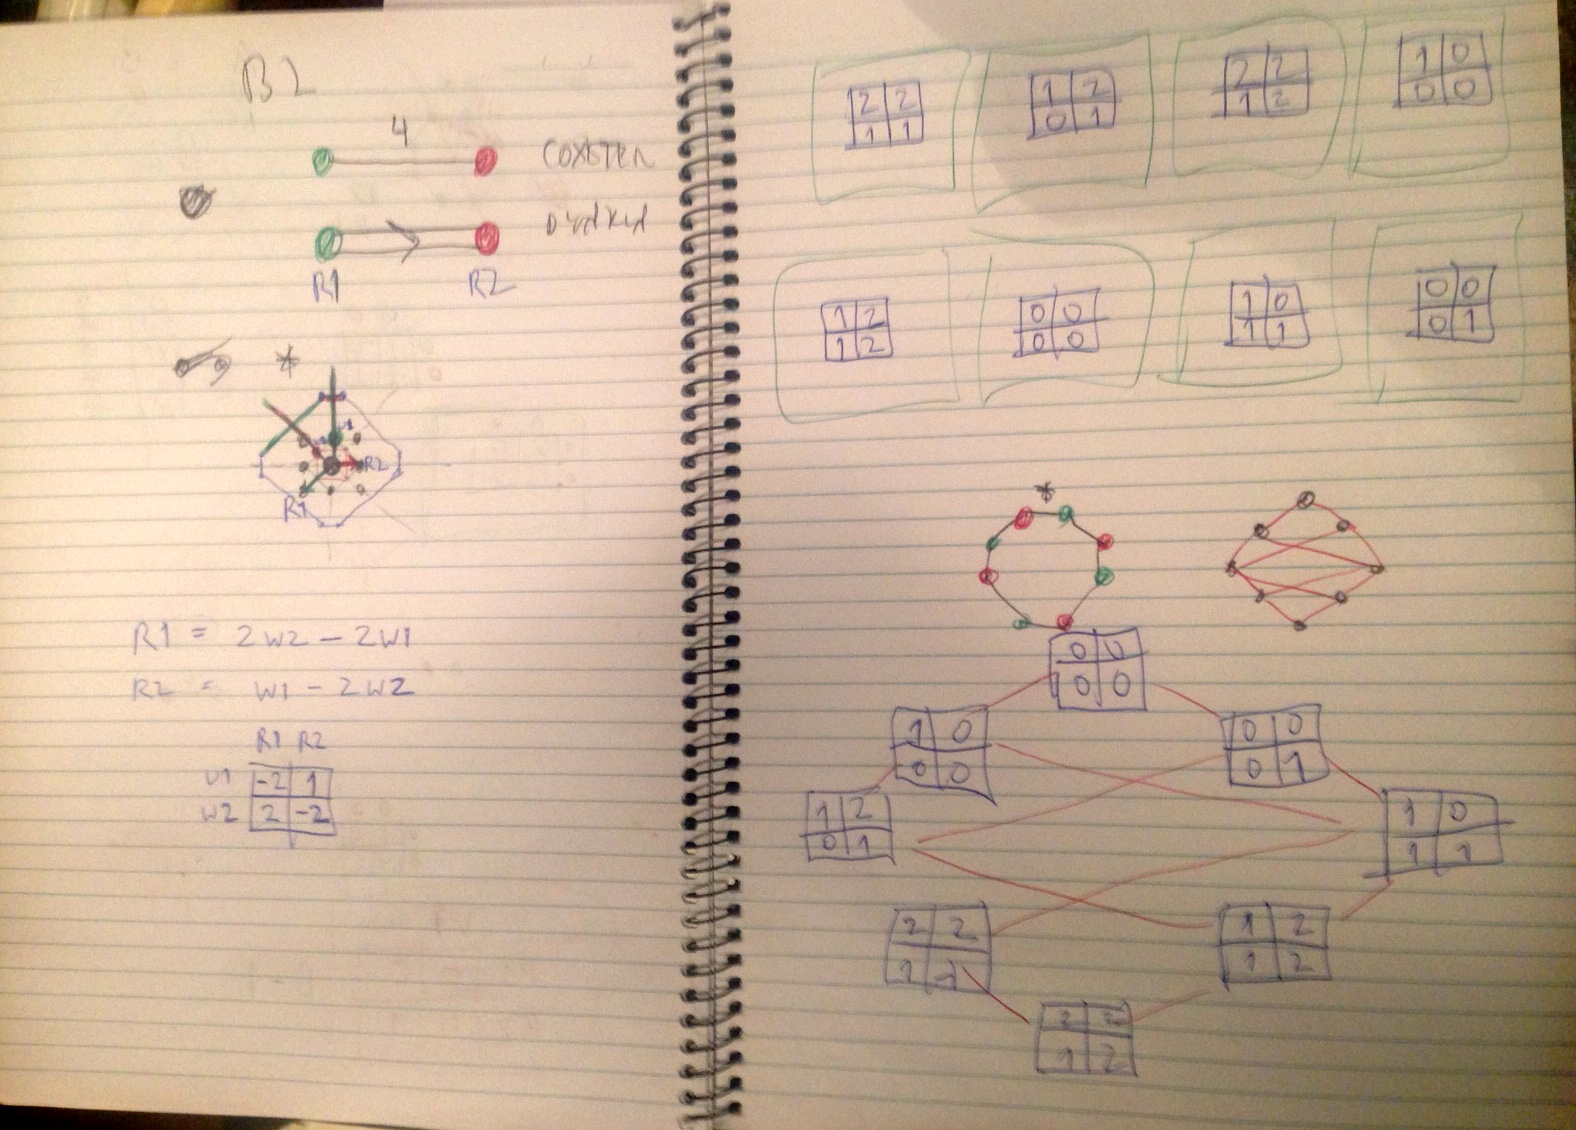 B2
4
COXETER
DYNKIN
R1 R2
*
W1
R2
R1
R1 = 2W2 - 2W1
R2 = W1 - 2W2
R1 R2
W1 -2 1
W2 2 -2
2 2 1 2 2 2 1 0
1 1 0 1 1 2 0 0
1 2 0 0 1 0 0 0
1 2 0 0 1 1 0 1
*
0 0
0 0
1 0 0 0
0 0 0 1
1 2 1 0
0 1 1 1
2 2 1 2
1 1 1 2
2 2
1 2